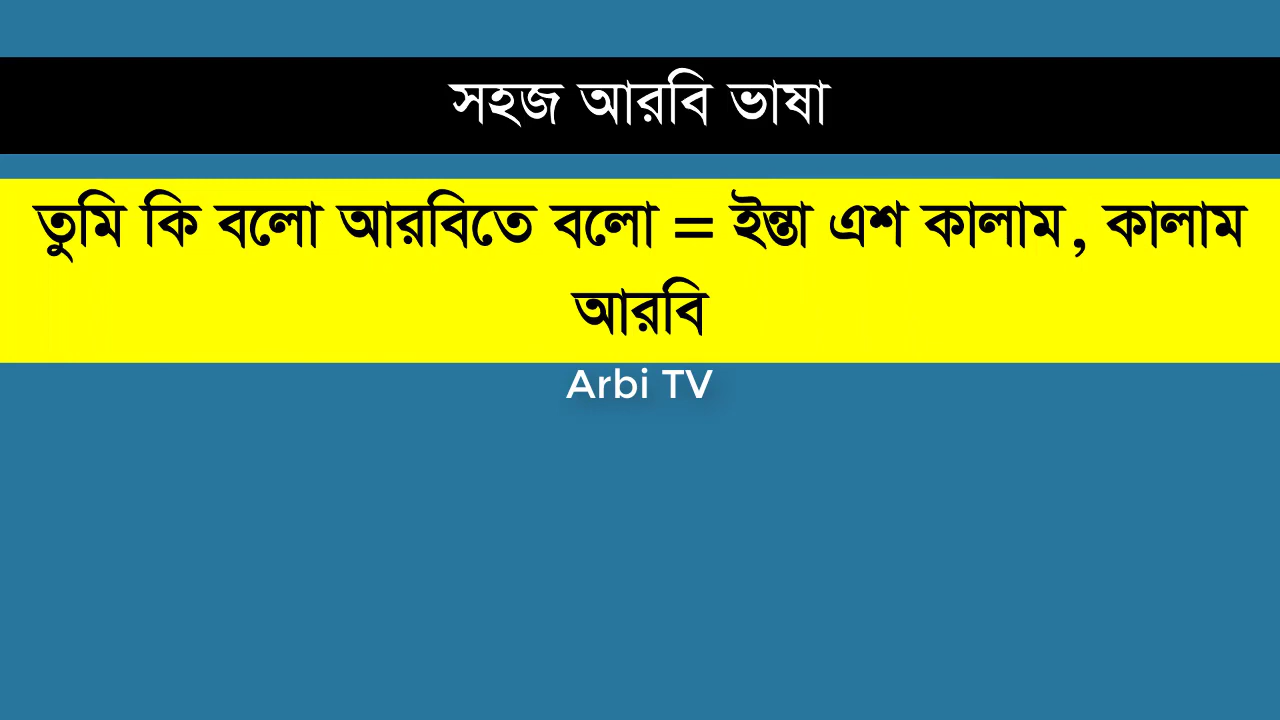 সহজ আরবি ভাষা
তুমি কি বলো আরবিতে বলো = ইন্তা এশ কালাম, কালাম
আরবি
Arbi TV